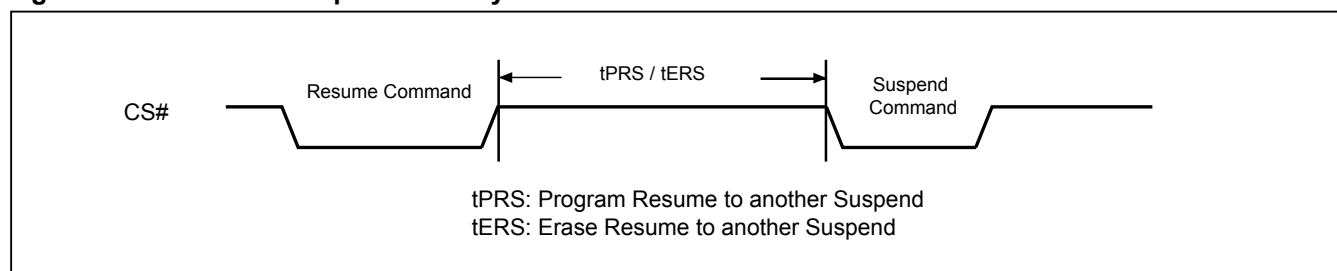 tPRS / tERS
Resume Command
Suspend
Command
CS#
tPRS: Program Resume to another Suspend
tERS: Erase Resume to another Suspend